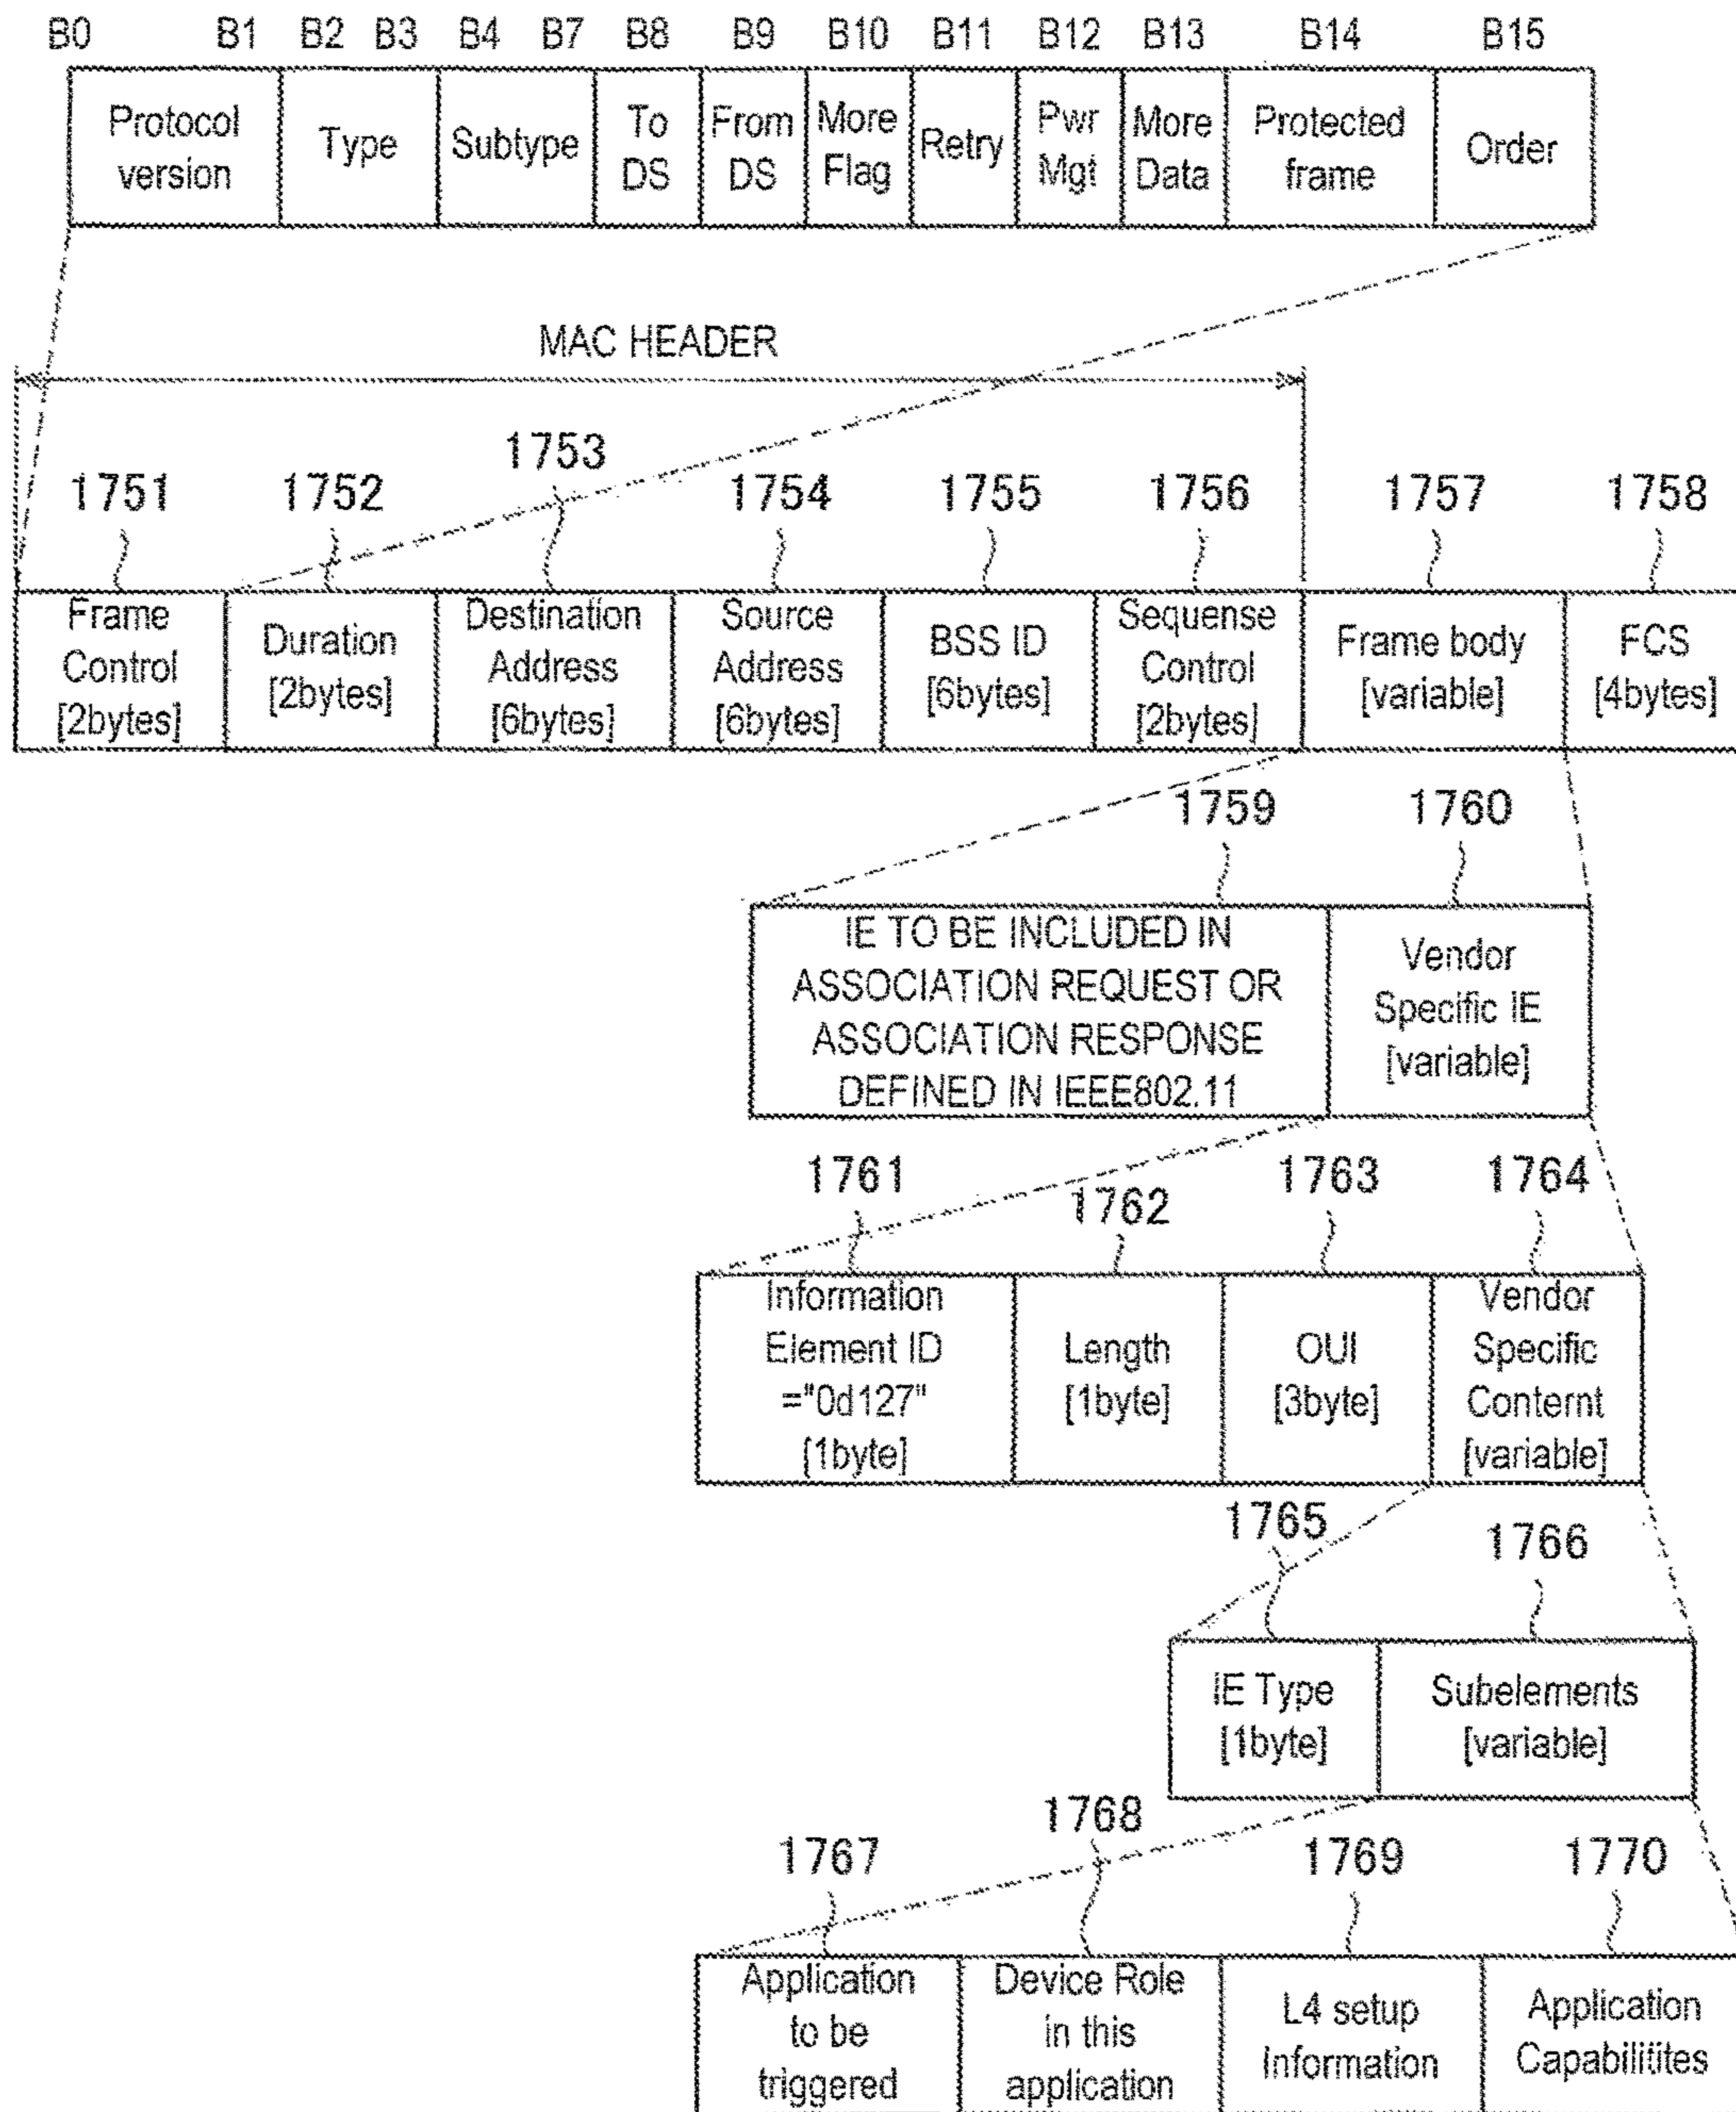 B0 B1 B2 B3 B4 B7 B8 B9 B10 B11 B12 B13 B14 B15
Protocol
version
Type
Subtype
To
DS
From
DS
More
Flag
Retry
Pwr
Mgt
More
Data
Protected
frame
Order
MAC HEADER
1751
1752
1753
1754
1755
1756
1757
1758
Frame
Control
[2bytes]
Duration
[2bytes]
Destination
Address
[6bytes]
Source
Address
[6bytes]
BSS ID
[6bytes]
Sequense
Control
[2bytes]
Frame body
[variable]
FCS
[4bytes]
1759
1760
IE TO BE INCLUDED IN
ASSOCIATION REQUEST OR
ASSOCIATION RESPONSE
DEFINED IN IEEE802.11
Vendor
Specific IE
[variable]
1761
1762
1763
1764
Information
Element ID
="0d127"
[1byte]
Length
[1byte]
OUI
[3byte]
Vendor
Specific
Conternt
[variable]
1765
1766
IE Type
[1byte]
Subelements
[variable]
1767
1768
1769
1770
Application
to be
triggered
Device Role
in this
application
L4 setup
Information
Application
Capabilitites